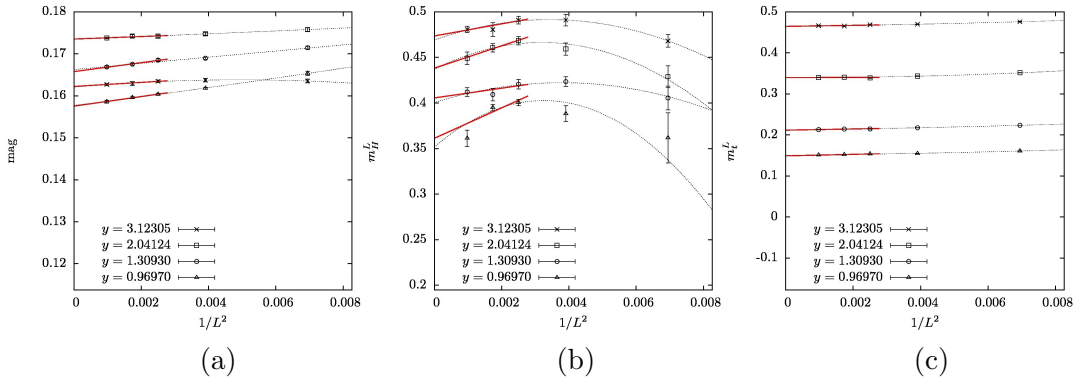 0.18
0.17
0.16
0.15
0.14
0.13
0.12
mag
y = 3.12305
y = 2.04124
y = 1.30930
y = 0.96970
0 0.002 0.004 0.006 0.008
1/L²
(a)
0.5
0.45
0.4
0.35
0.3
0.25
0.2
m_H^L
y = 3.12305
y = 2.04124
y = 1.30930
y = 0.96970
0 0.002 0.004 0.006 0.008
1/L²
(b)
0.5
0.4
0.3
0.2
0.1
0
-0.1
m_t^L
y = 3.12305
y = 2.04124
y = 1.30930
y = 0.96970
0 0.002 0.004 0.006 0.008
1/L²
(c)